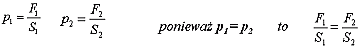 p₁ = F₁/S₁   p₂ = F₂/S₂   ponieważ p₁ = p₂   to   F₁/S₁ = F₂/S₂